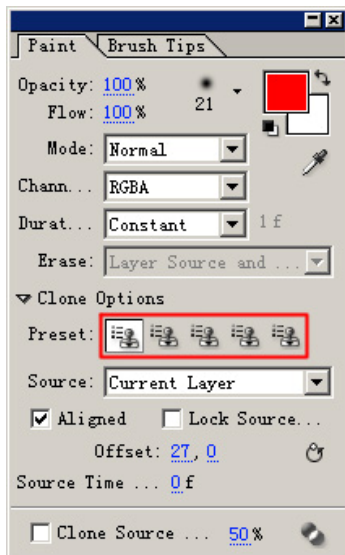 Paint Brush Tips
Opacity: 100 %
21
Flow: 100 %
Mode: Normal
Chann... RGBA
Durat... Constant 1 f
Erase: Layer Source and ...
Clone Options
Preset:
Source: Current Layer
Aligned Lock Source...
Offset: 27, 0
Source Time ... 0 f
Clone Source ... 50 %